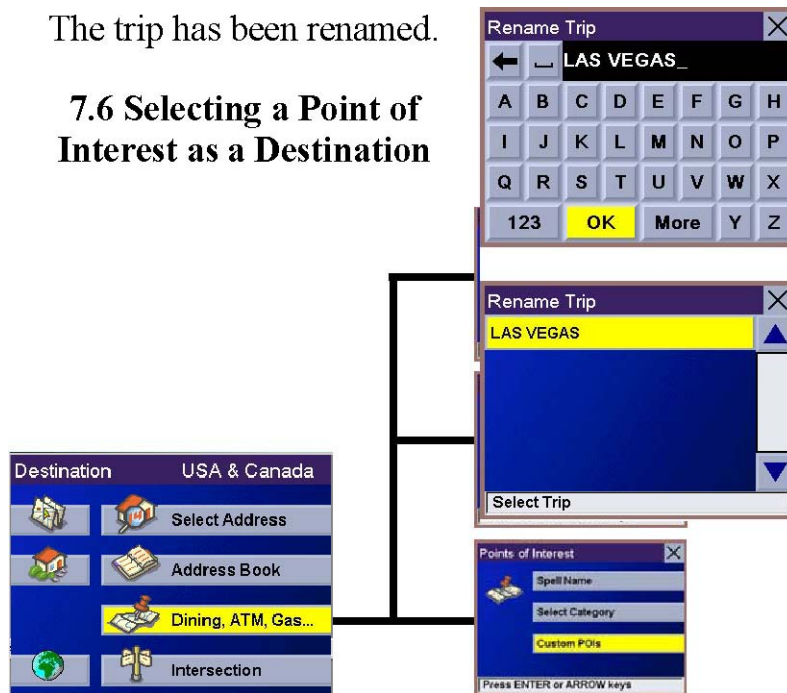 The trip has been renamed.
7.6 Selecting a Point of
Interest as a Destination
Rename Trip
LAS VEGAS_
A B C D E F G H
I J K L M N O P
Q R S T U V W X
123 OK More Y Z
Rename Trip
LAS VEGAS
Select Trip
Destination USA & Canada
Select Address
Address Book
Dining, ATM, Gas...
Intersection
Points of Interest
Spell Name
Select Category
Custom POIs
Press ENTER or ARROW keys